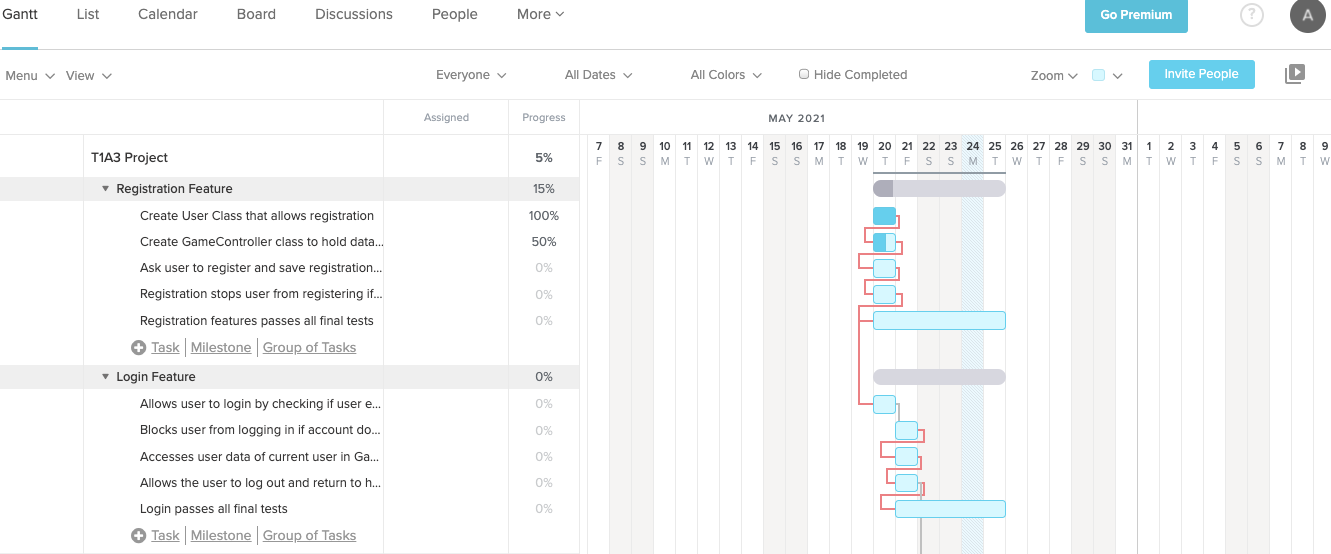 Gantt List Calendar Board Discussions People More Go Premium ? A
Menu View Everyone All Dates All Colors Hide Completed Zoom Invite People
Assigned Progress MAY 2021
7 8 9 10 11 12 13 14 15 16 17 18 19 20 21 22 23 24 25 26 27 28 29 30 31 1 2 3 4 5 6 7 8 9
F S S M T W T F S S M T W T F S S M T W T F S S M T W T F S S M T W
T1A3 Project 5%
Registration Feature 15%
Create User Class that allows registration 100%
Create GameController class to hold data... 50%
Ask user to register and save registration... 0%
Registration stops user from registering if... 0%
Registration features passes all final tests 0%
Task Milestone Group of Tasks
Login Feature 0%
Allows user to login by checking if user e... 0%
Blocks user from logging in if account do... 0%
Accesses user data of current user in Ga... 0%
Allows the user to log out and return to h... 0%
Login passes all final tests 0%
Task Milestone Group of Tasks